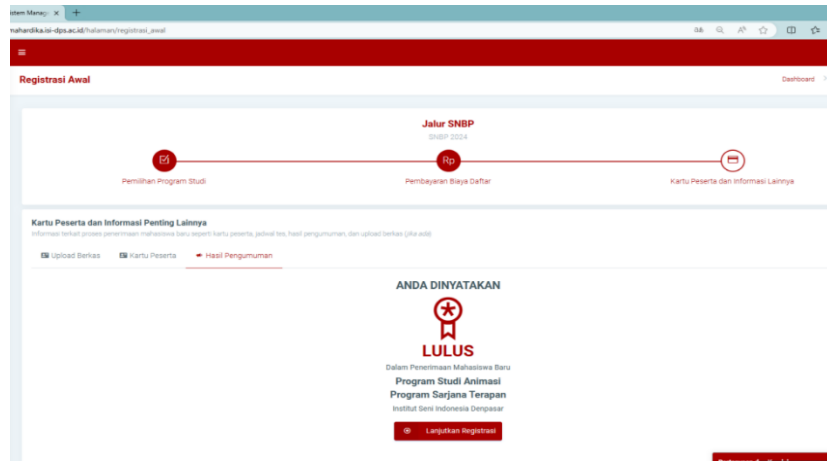 stem Manaj
mahardika.isi-dps.ac.id/halaman/registrasi_awal
Registrasi Awal
Dashboard
Jalur SNBP
SNBP 2024
Rp
Pemilihan Program Studi
Pembayaran Biaya Daftar
Kartu Peserta dan Informasi Lainnya
Kartu Peserta dan Informasi Penting Lainnya
Informasi terkait proses penerimaan mahasiswa baru seperti kartu peserta, jadwal tes, hasil pengumuman, dan upload berkas (jika ada)
Upload Berkas Kartu Peserta Hasil Pengumuman
ANDA DINYATAKAN
LULUS
Dalam Penerimaan Mahasiswa Baru
Program Studi Animasi
Program Sarjana Terapan
Institut Seni Indonesia Denpasar
Lanjutkan Registrasi